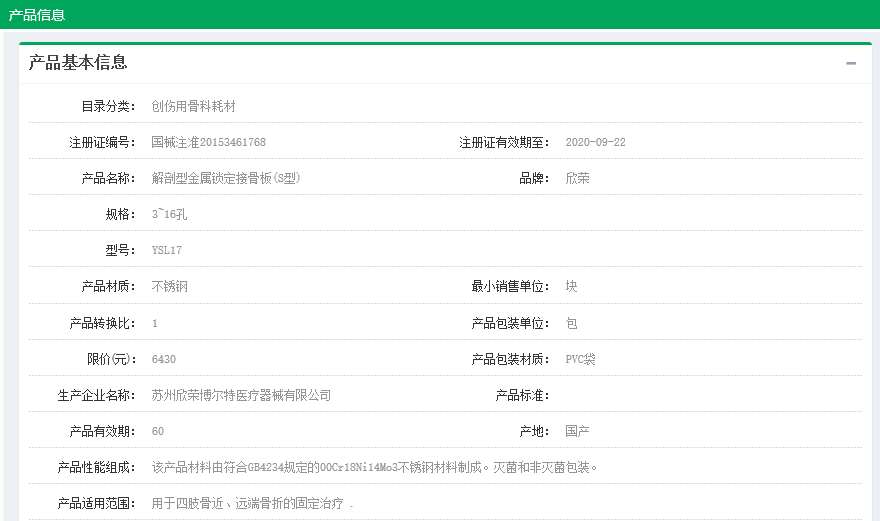 产品信息
产品基本信息
目录分类： 创伤用骨科耗材
注册证编号： 国械注准20153461768 注册证有效期至： 2020-09-22
产品名称： 解剖型金属锁定接骨板(S型) 品牌： 欣荣
规格： 3~16孔
型号： YSL17
产品材质： 不锈钢 最小销售单位： 块
产品转换比： 1 产品包装单位： 包
限价(元)： 6430 产品包装材质： PVC袋
生产企业名称： 苏州欣荣博尔特医疗器械有限公司 产品标准：
产品有效期： 60 产地： 国产
产品性能组成： 该产品材料由符合GB4234规定的00Cr18Ni14Mo3不锈钢材料制成。灭菌和非灭菌包装。
产品适用范围： 用于四肢骨近、远端骨折的固定治疗 .